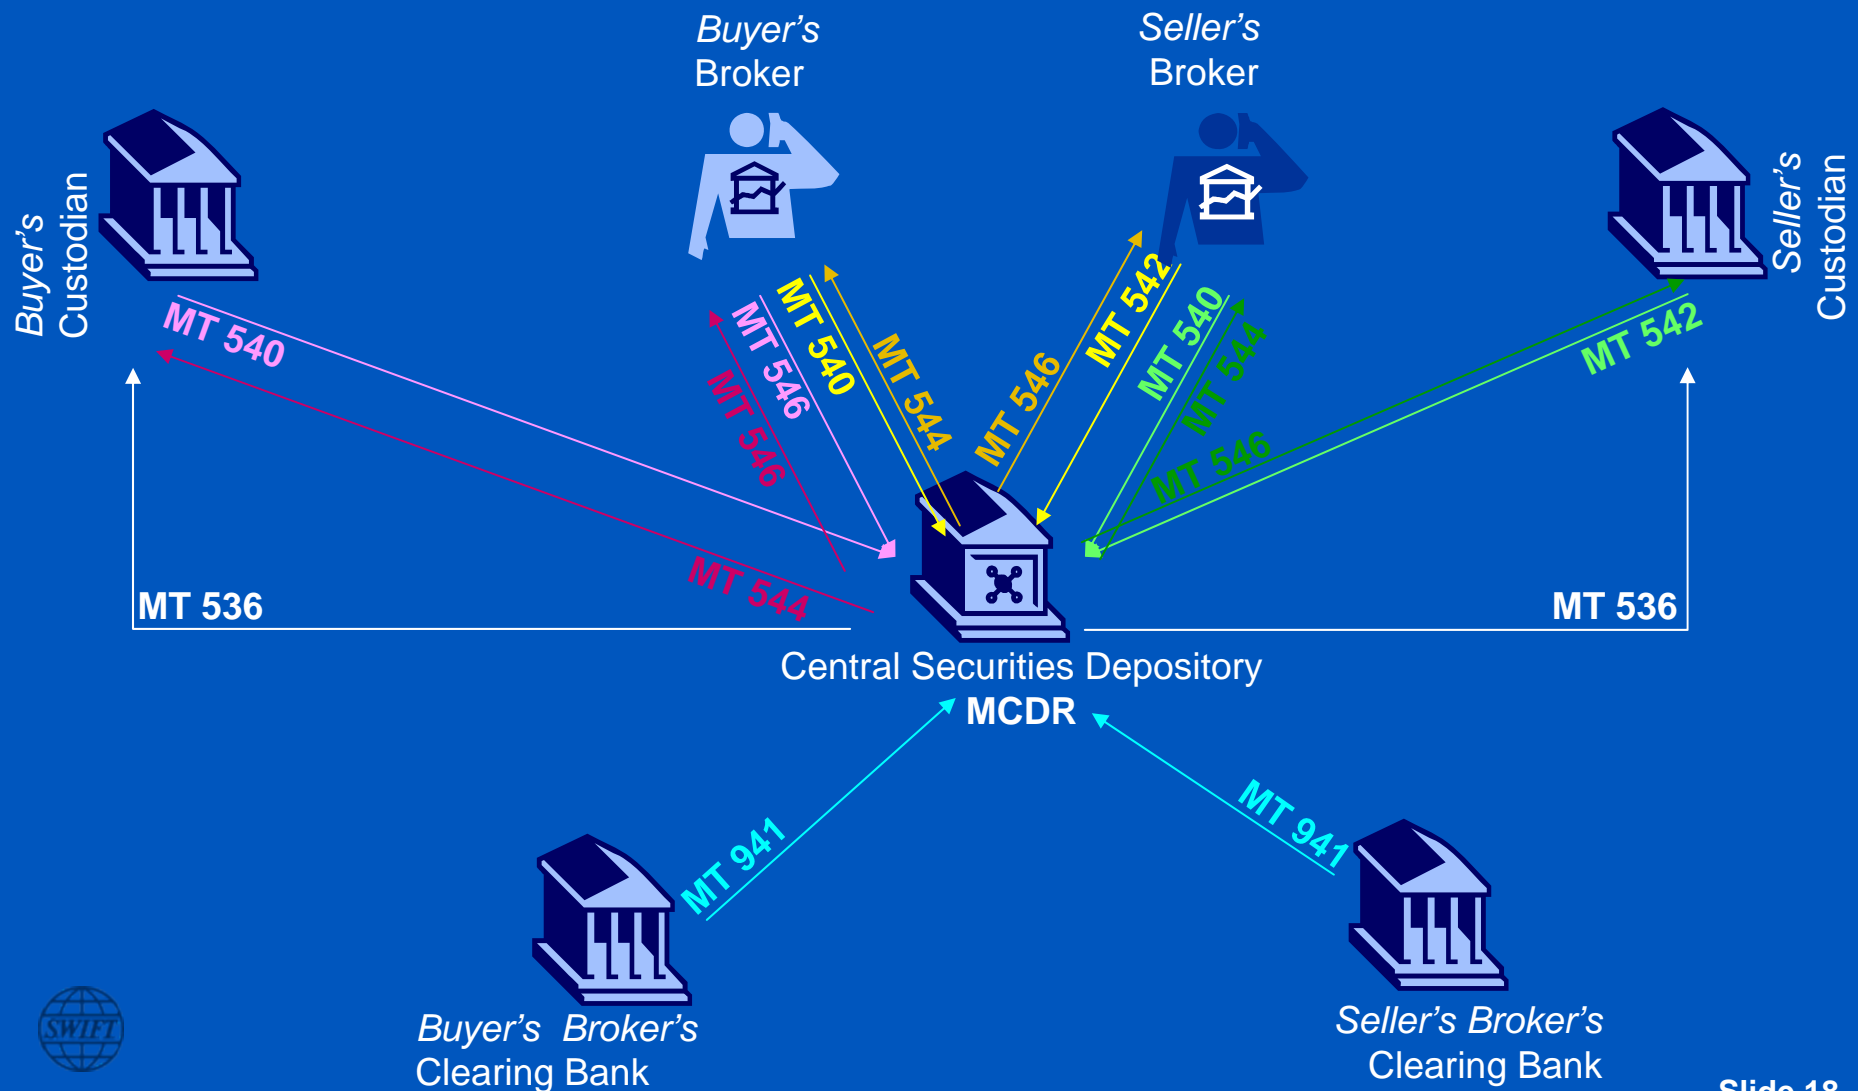 Buyer's
Broker
Seller's
Broker
Buyer's
Custodian
Seller's
Custodian
MT 540
MT 546
MT 546
MT 540
MT 544
MT 546
MT 542
MT 540
MT 544
MT 542
MT 546
MT 544
MT 536
MT 536
Central Securities Depository
MCDR
MT 941
MT 941
SWIFT
Buyer's Broker's
Clearing Bank
Seller's Broker's
Clearing Bank
Slide 18